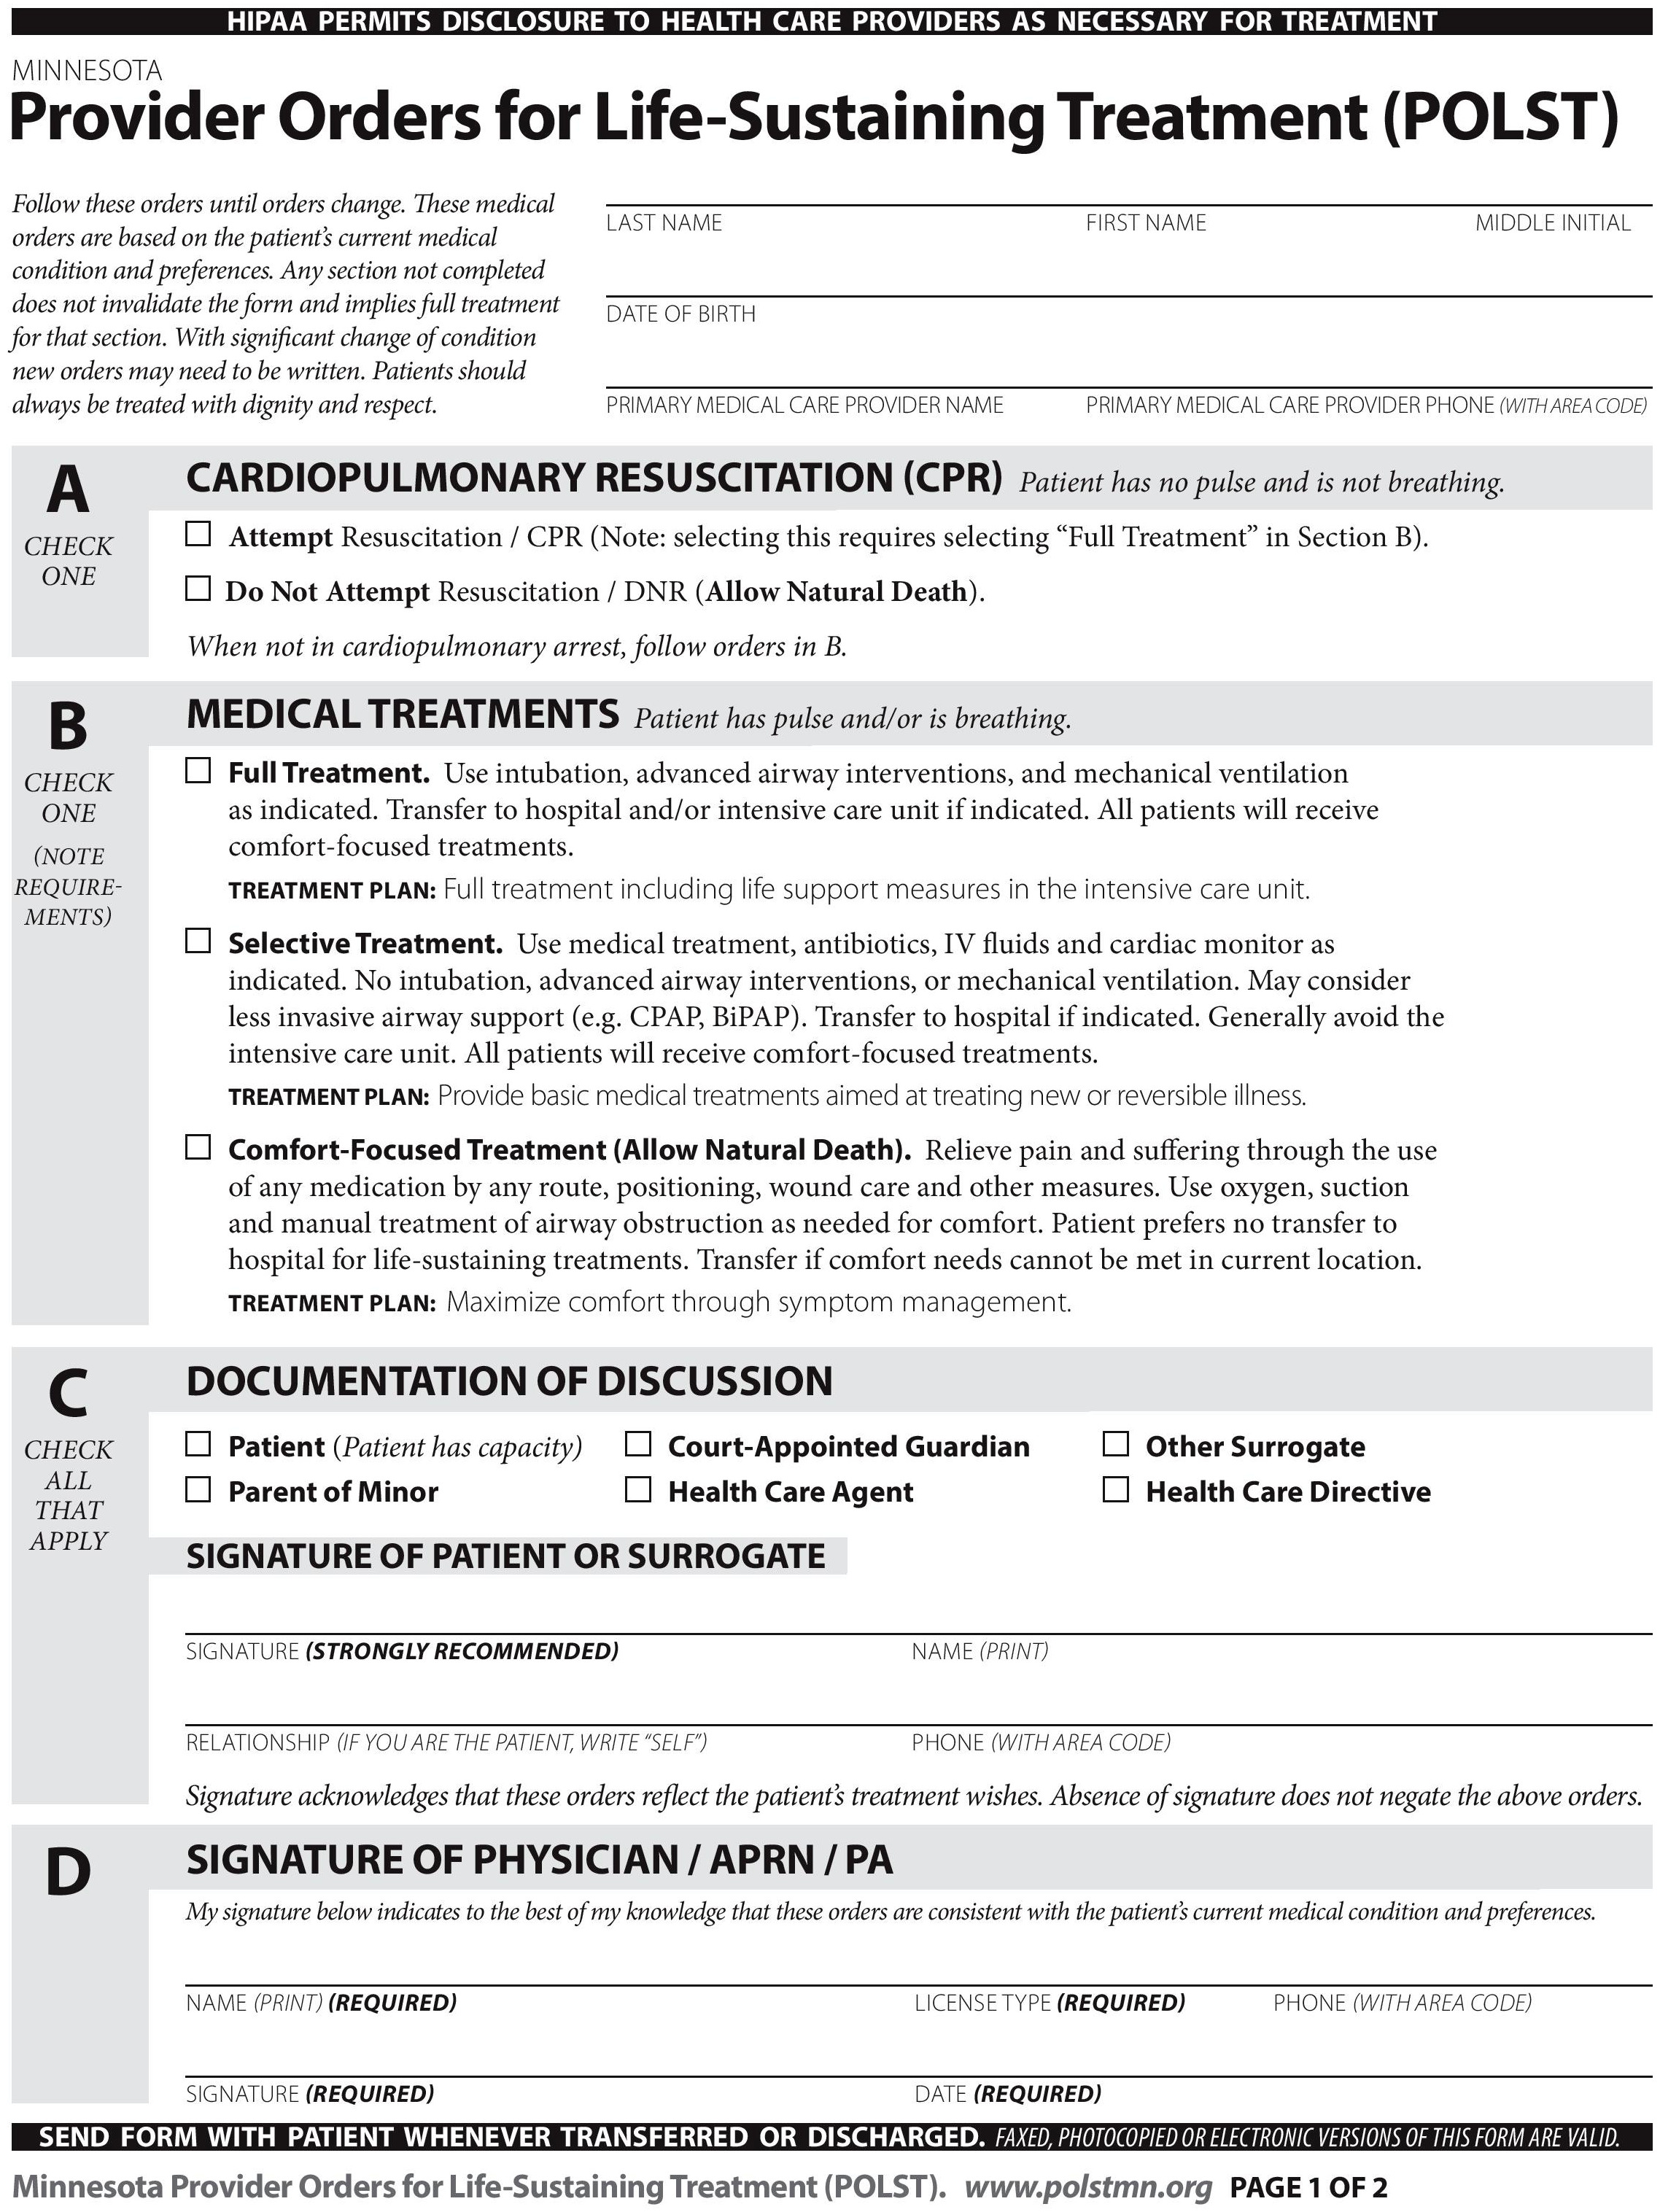 HIPAA PERMITS DISCLOSURE TO HEALTH CARE PROVIDERS AS NECESSARY FOR TREATMENT
MINNESOTA
Provider Orders for Life-Sustaining Treatment (POLST)
Follow these orders until orders change. These medical
orders are based on the patient's current medical
condition and preferences. Any section not completed
does not invalidate the form and implies full treatment
for that section. With significant change of condition
new orders may need to be written. Patients should
always be treated with dignity and respect.
LAST NAME FIRST NAME MIDDLE INITIAL
DATE OF BIRTH
PRIMARY MEDICAL CARE PROVIDER NAME PRIMARY MEDICAL CARE PROVIDER PHONE (WITH AREA CODE)
A
CHECK
ONE
CARDIOPULMONARY RESUSCITATION (CPR) Patient has no pulse and is not breathing.
Attempt Resuscitation / CPR (Note: selecting this requires selecting “Full Treatment” in Section B).
Do Not Attempt Resuscitation / DNR (Allow Natural Death).
When not in cardiopulmonary arrest, follow orders in B.
B
CHECK
ONE
(NOTE
REQUIRE-
MENTS)
MEDICAL TREATMENTS Patient has pulse and/or is breathing.
Full Treatment. Use intubation, advanced airway interventions, and mechanical ventilation
as indicated. Transfer to hospital and/or intensive care unit if indicated. All patients will receive
comfort-focused treatments.
TREATMENT PLAN: Full treatment including life support measures in the intensive care unit.
Selective Treatment. Use medical treatment, antibiotics, IV fluids and cardiac monitor as
indicated. No intubation, advanced airway interventions, or mechanical ventilation. May consider
less invasive airway support (e.g. CPAP, BiPAP). Transfer to hospital if indicated. Generally avoid the
intensive care unit. All patients will receive comfort-focused treatments.
TREATMENT PLAN: Provide basic medical treatments aimed at treating new or reversible illness.
Comfort-Focused Treatment (Allow Natural Death). Relieve pain and suffering through the use
of any medication by any route, positioning, wound care and other measures. Use oxygen, suction
and manual treatment of airway obstruction as needed for comfort. Patient prefers no transfer to
hospital for life-sustaining treatments. Transfer if comfort needs cannot be met in current location.
TREATMENT PLAN: Maximize comfort through symptom management.
C
CHECK
ALL
THAT
APPLY
DOCUMENTATION OF DISCUSSION
Patient (Patient has capacity) Court-Appointed Guardian Other Surrogate
Parent of Minor Health Care Agent Health Care Directive
SIGNATURE OF PATIENT OR SURROGATE
SIGNATURE (STRONGLY RECOMMENDED) NAME (PRINT)
RELATIONSHIP (IF YOU ARE THE PATIENT, WRITE “SELF”) PHONE (WITH AREA CODE)
Signature acknowledges that these orders reflect the patient's treatment wishes. Absence of signature does not negate the above orders.
D
SIGNATURE OF PHYSICIAN / APRN / PA
My signature below indicates to the best of my knowledge that these orders are consistent with the patient's current medical condition and preferences.
NAME (PRINT) (REQUIRED) LICENSE TYPE (REQUIRED) PHONE (WITH AREA CODE)
SIGNATURE (REQUIRED) DATE (REQUIRED)
SEND FORM WITH PATIENT WHENEVER TRANSFERRED OR DISCHARGED. FAXED, PHOTOCOPIED OR ELECTRONIC VERSIONS OF THIS FORM ARE VALID.
Minnesota Provider Orders for Life-Sustaining Treatment (POLST). www.polstmn.org PAGE 1 OF 2